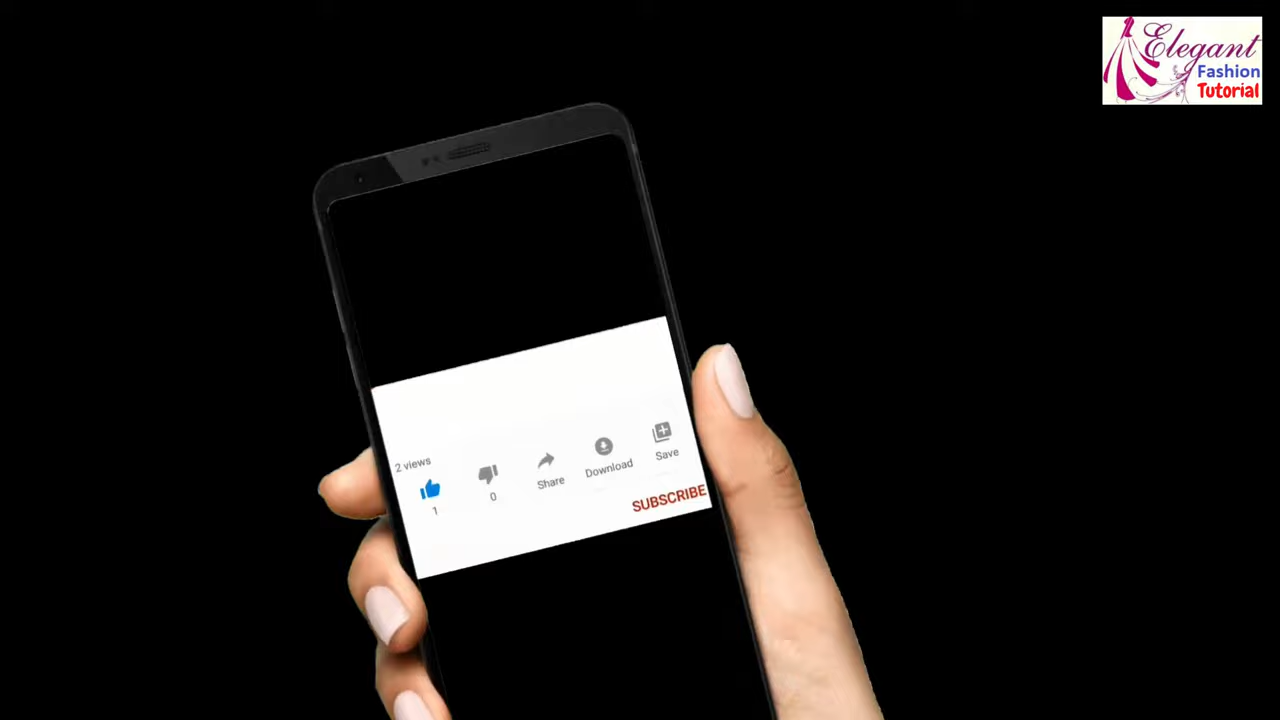 Elegant
Fashion
Tutorial
2 views
1
0
Share
Download
Save
SUBSCRIBE